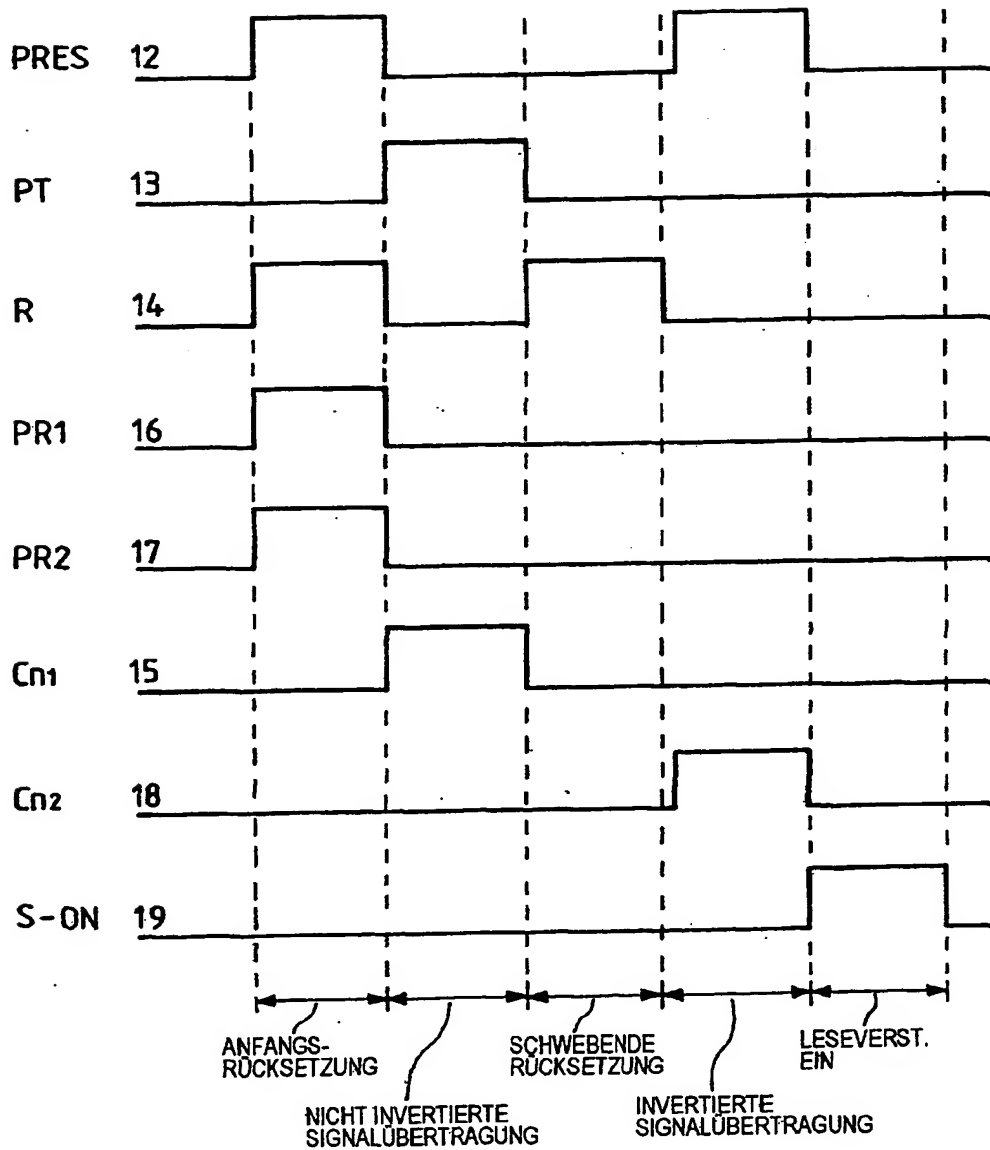 PRES 12
PT 13
R 14
PR1 16
PR2 17
Cn1 15
Cn2 18
S-ON 19
ANFANGS-
RÜCKSETZUNG
NICHT INVERTIERTE
SIGNALÜBERTRAGUNG
SCHWEBENDE
RÜCKSETZUNG
INVERTIERTE
SIGNALÜBERTRAGUNG
LESEVERST.
EIN